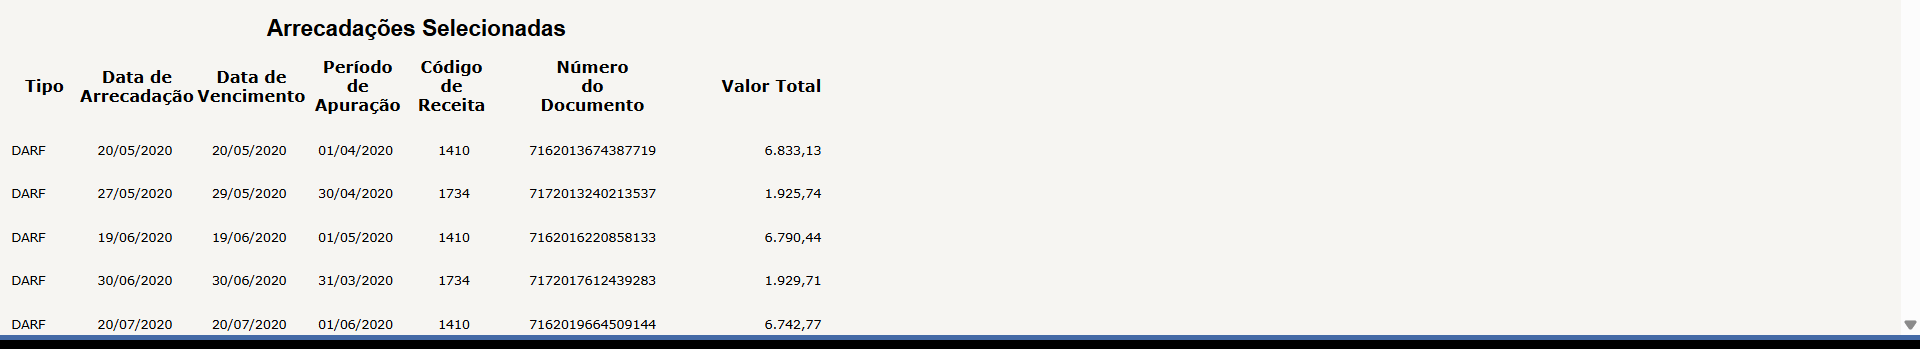 Arrecadações Selecionadas
Tipo Data de Arrecadação Data de Vencimento Período de Apuração Código de Receita Número do Documento Valor Total
DARF 20/05/2020 20/05/2020 01/04/2020 1410 7162013674387719 6.833,13
DARF 27/05/2020 29/05/2020 30/04/2020 1734 7172013240213537 1.925,74
DARF 19/06/2020 19/06/2020 01/05/2020 1410 7162016220858133 6.790,44
DARF 30/06/2020 30/06/2020 31/03/2020 1734 7172017612439283 1.929,71
DARF 20/07/2020 20/07/2020 01/06/2020 1410 7162019664509144 6.742,77